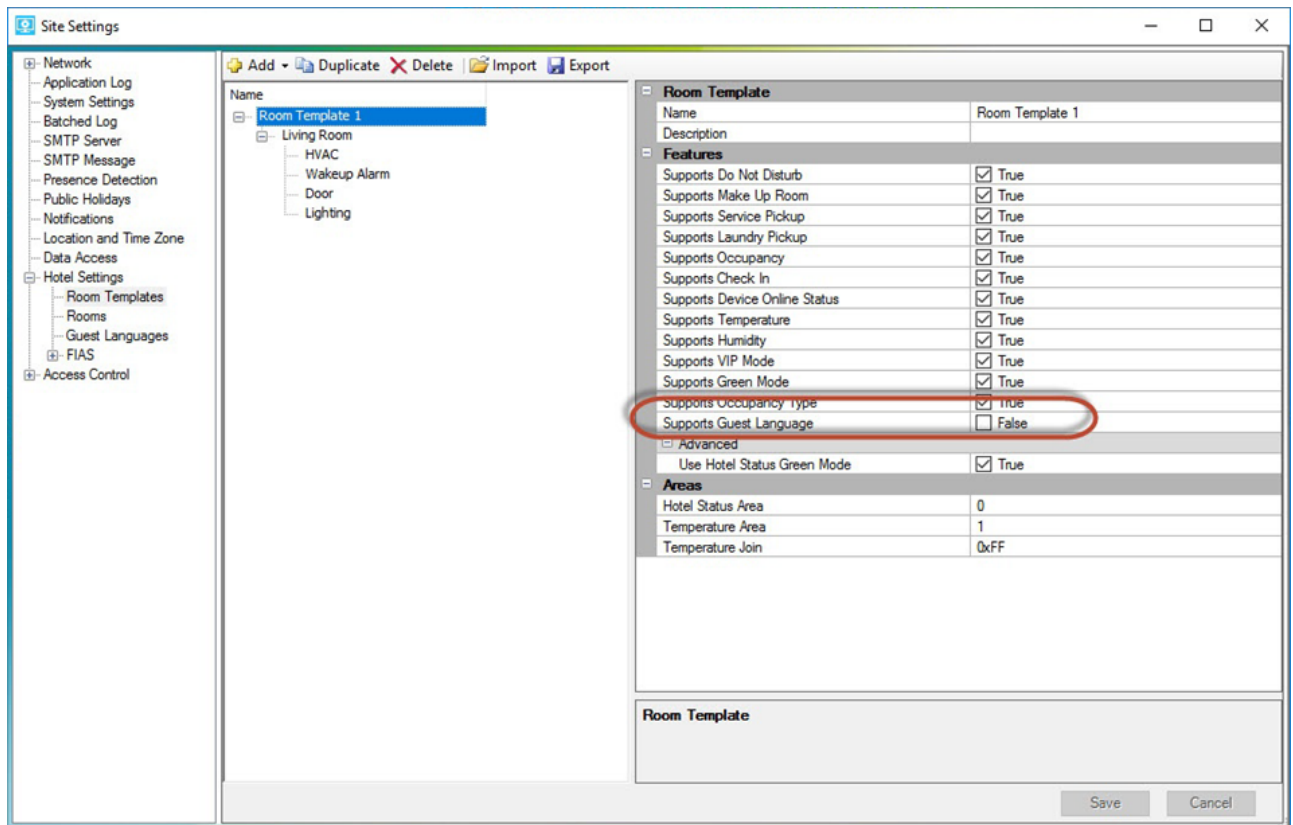 Site Settings
Network
Application Log
System Settings
Batched Log
SMTP Server
SMTP Message
Presence Detection
Public Holidays
Notifications
Location and Time Zone
Data Access
Hotel Settings
Room Templates
Rooms
Guest Languages
FIAS
Access Control
Add Duplicate Delete Import Export
Name
Room Template 1
Living Room
HVAC
Wakeup Alarm
Door
Lighting
Room Template
Name Room Template 1
Description
Features
Supports Do Not Disturb True
Supports Make Up Room True
Supports Service Pickup True
Supports Laundry Pickup True
Supports Occupancy True
Supports Check In True
Supports Device Online Status True
Supports Temperature True
Supports Humidity True
Supports VIP Mode True
Supports Green Mode True
Supports Occupancy Type True
Supports Guest Language False
Advanced
Use Hotel Status Green Mode True
Areas
Hotel Status Area 0
Temperature Area 1
Temperature Join 0xFF
Room Template
Save Cancel